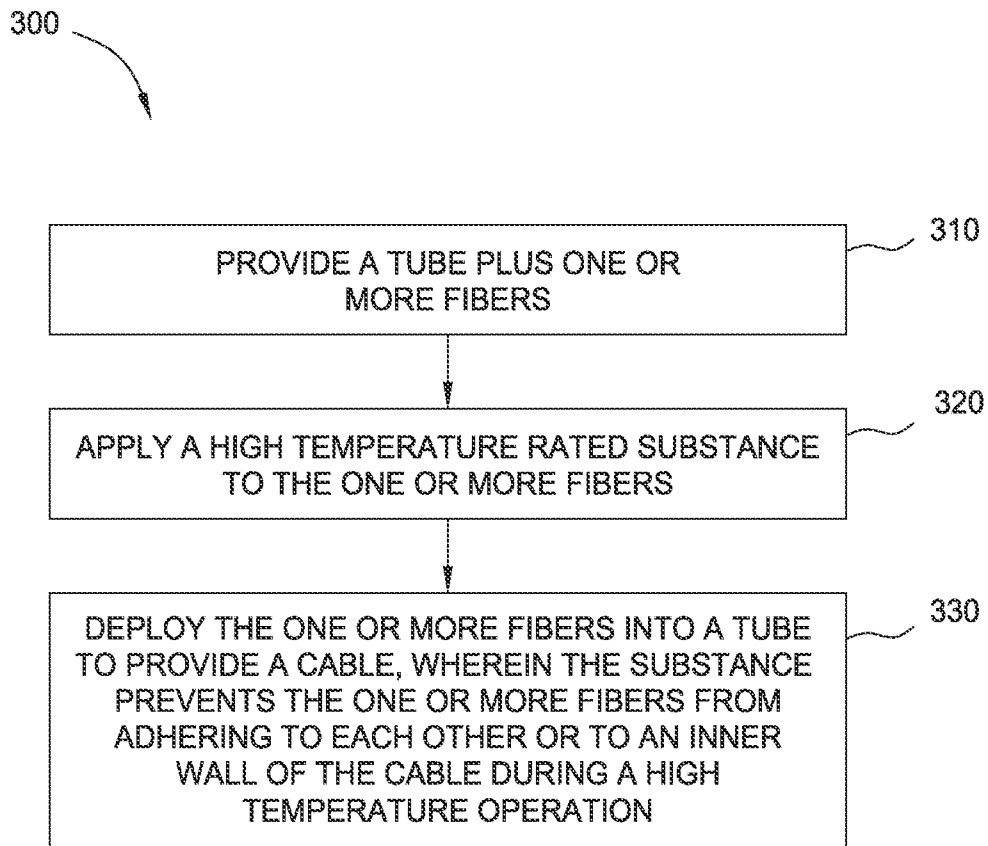 300
310
PROVIDE A TUBE PLUS ONE OR
MORE FIBERS
320
APPLY A HIGH TEMPERATURE RATED SUBSTANCE
TO THE ONE OR MORE FIBERS
330
DEPLOY THE ONE OR MORE FIBERS INTO A TUBE
TO PROVIDE A CABLE, WHEREIN THE SUBSTANCE
PREVENTS THE ONE OR MORE FIBERS FROM
ADHERING TO EACH OTHER OR TO AN INNER
WALL OF THE CABLE DURING A HIGH
TEMPERATURE OPERATION